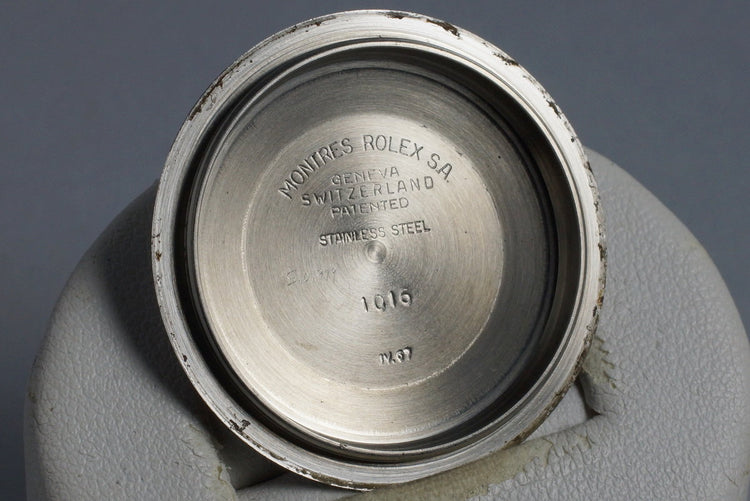 MONTRES ROLEX S.A.
GENEVA
SWITZERLAND
PATENTED
STAINLESS STEEL
1016
IV.67